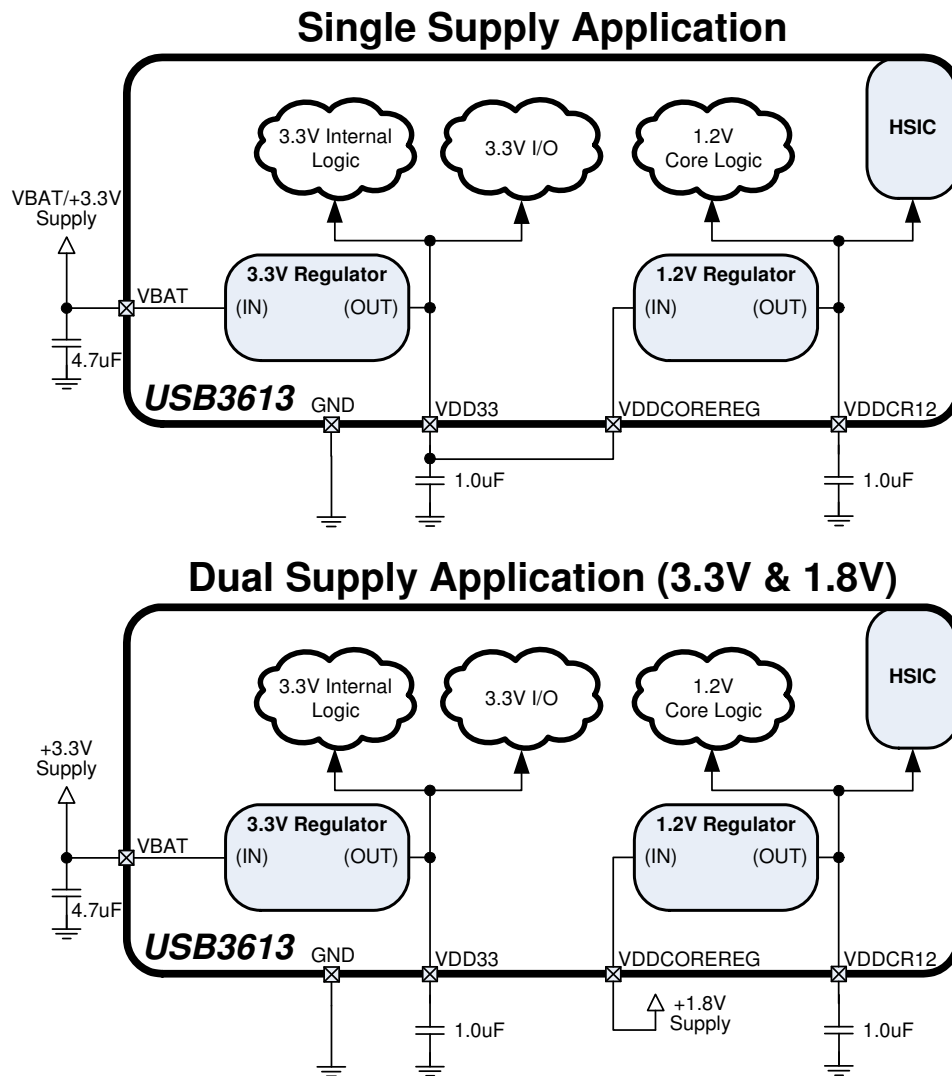 Single Supply Application
HSIC
3.3V Internal
Logic
3.3V I/O
1.2V
Core Logic
VBAT/+3.3V
Supply
3.3V Regulator
1.2V Regulator
VBAT
(IN)
(OUT)
(IN)
(OUT)
4.7uF
USB3613
GND
VDD33
VDDCOREREG
VDDCR12
1.0uF
1.0uF
Dual Supply Application (3.3V & 1.8V)
HSIC
3.3V Internal
Logic
3.3V I/O
1.2V
Core Logic
+3.3V
Supply
3.3V Regulator
1.2V Regulator
VBAT
(IN)
(OUT)
(IN)
(OUT)
4.7uF
USB3613
GND
VDD33
VDDCOREREG
VDDCR12
1.0uF
+1.8V
Supply
1.0uF